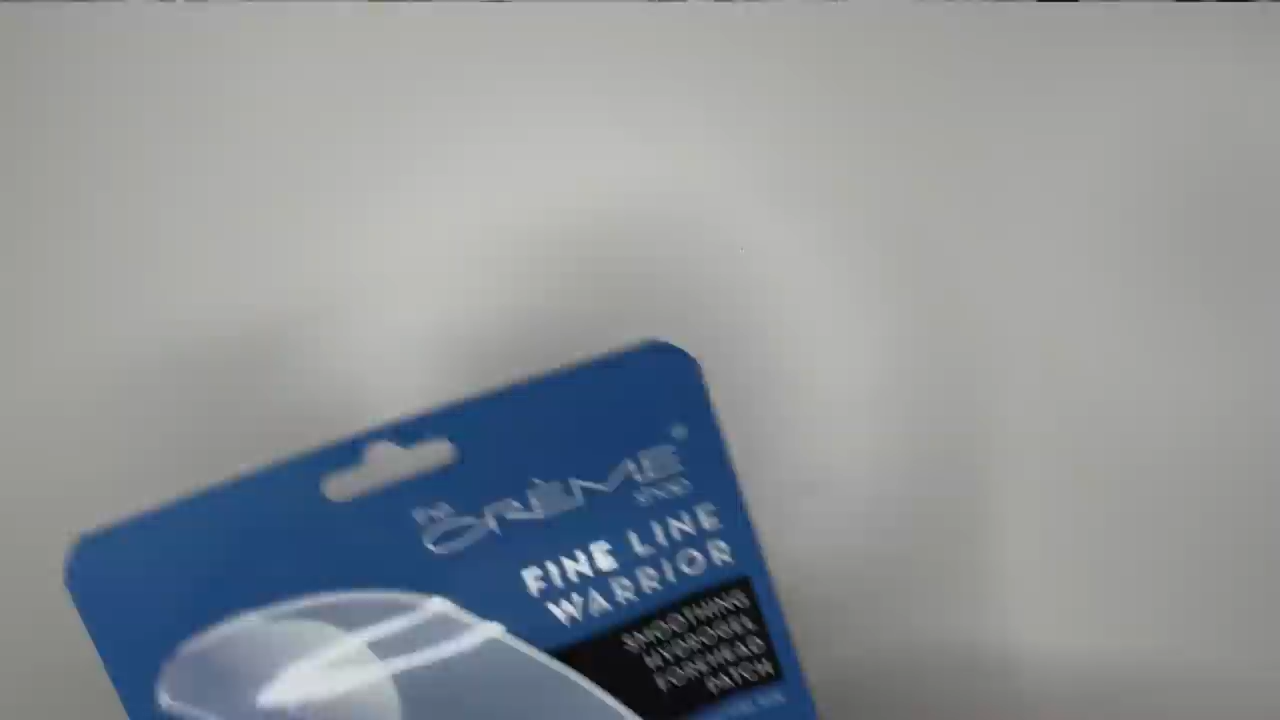 THE
CRÈME
SHOP
FINE LINE
WARRIOR
SMOOTHING
HYDROGEL
FOREHEAD
PATCH